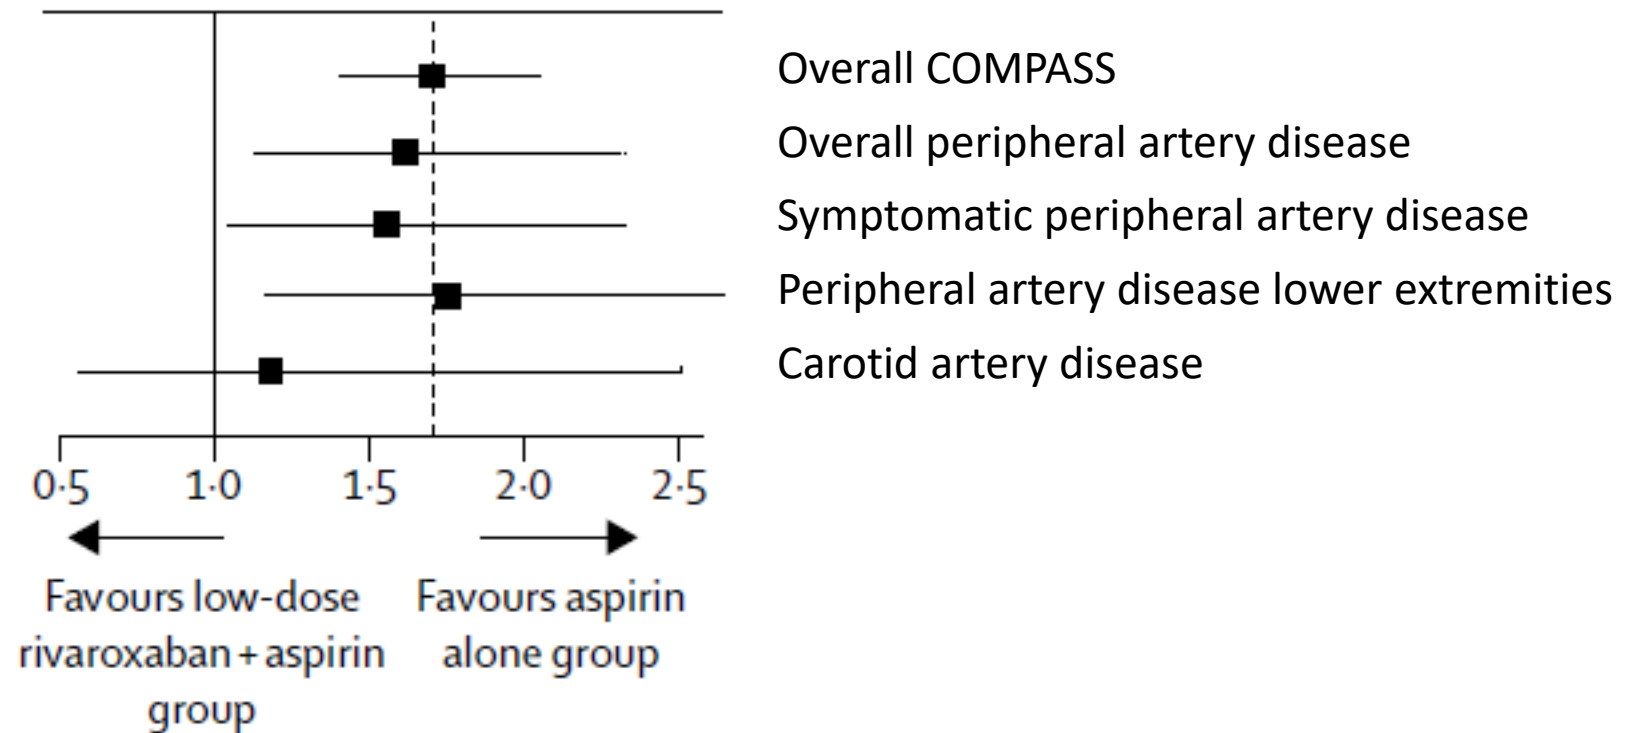 Overall COMPASS
Overall peripheral artery disease
Symptomatic peripheral artery disease
Peripheral artery disease lower extremities
Carotid artery disease
0·5 1·0 1·5 2·0 2·5
Favours low-dose
rivaroxaban + aspirin
group
Favours aspirin
alone group